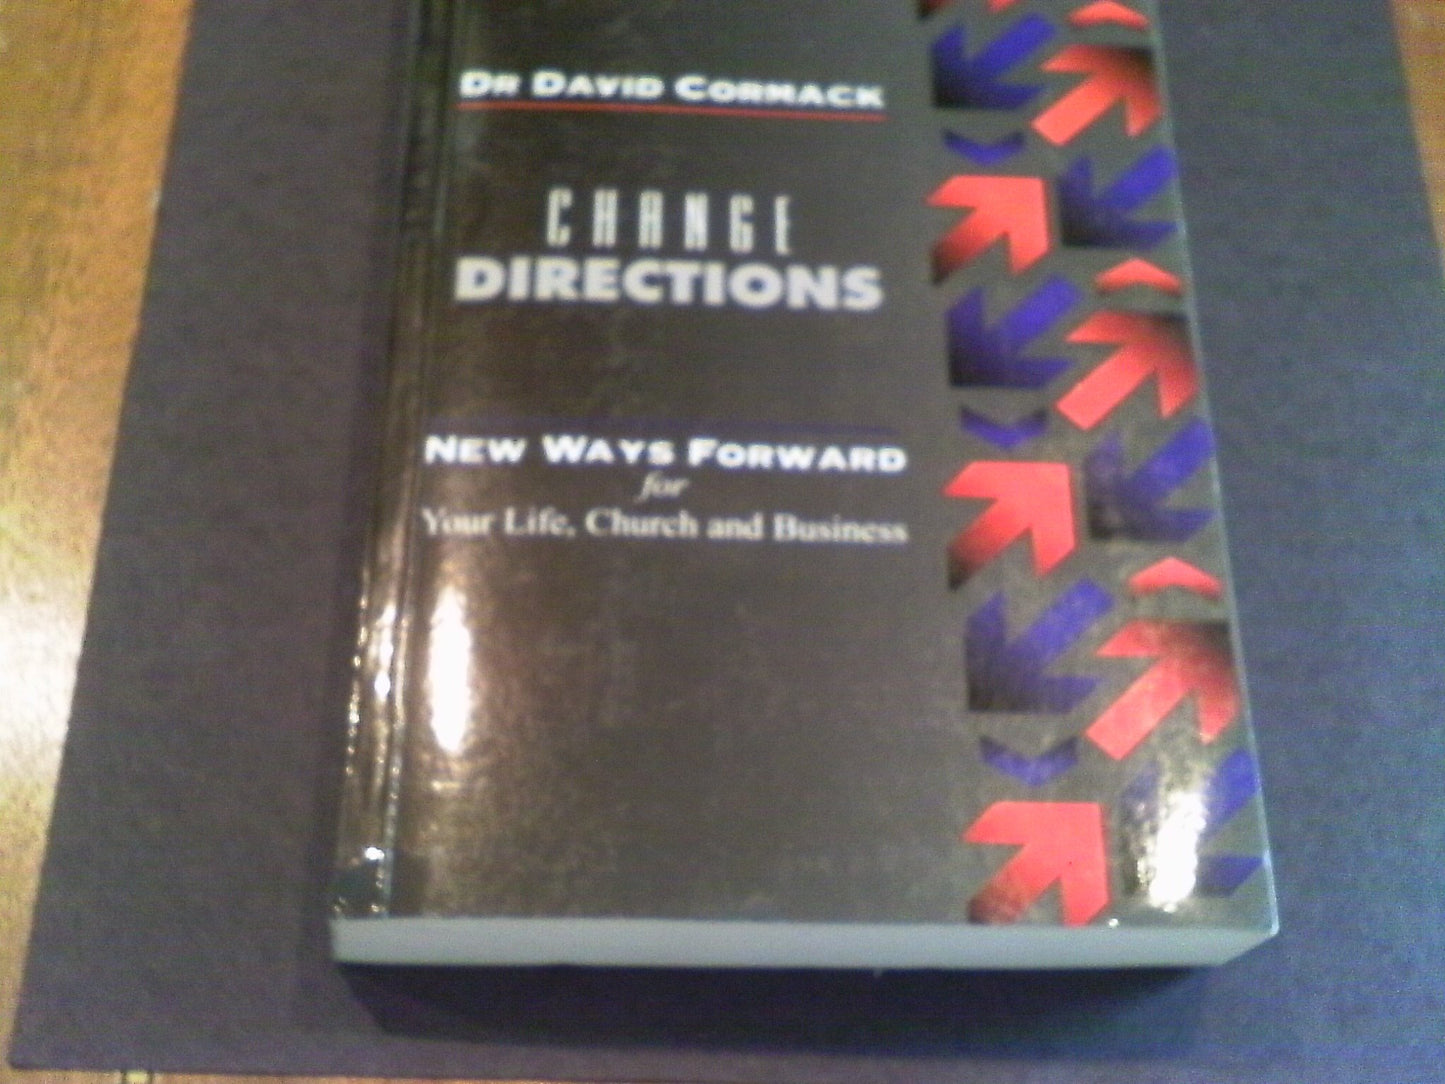 DR DAVID CORMACK
CHANGE
DIRECTIONS
NEW WAYS FORWARD
for
Your Life, Church and Business